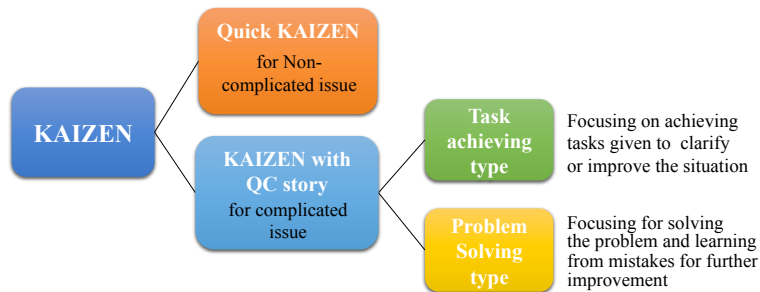 KAIZEN
Quick KAIZEN
for Non-
complicated issue
KAIZEN with
QC story
for complicated
issue
Task
achieving
type
Focusing on achieving
tasks given to clarify
or improve the situation
Problem
Solving
type
Focusing for solving
the problem and learning
from mistakes for further
improvement